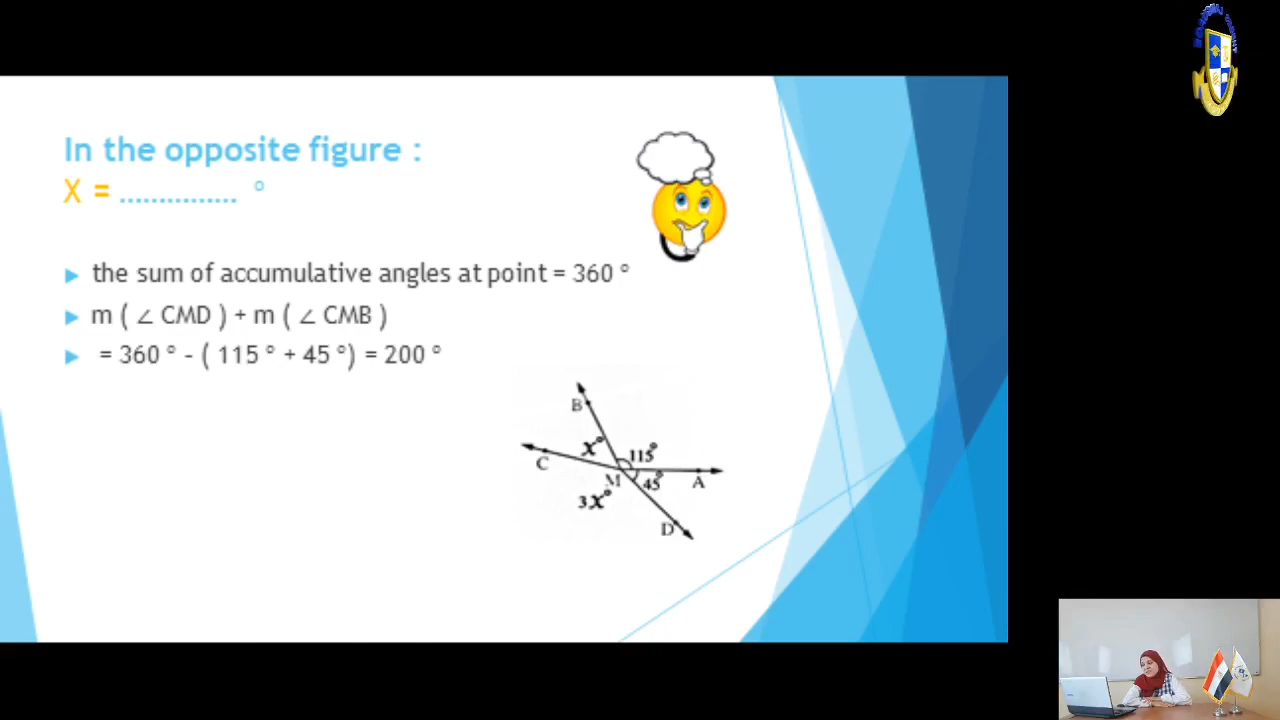 In the opposite figure :
X = ............... °
the sum of accumulative angles at point = 360 °
m ( ∠ CMD ) + m ( ∠ CMB )
= 360 ° - ( 115 ° + 45 °) = 200 °
B
x° 115°
C
M 45° A
3x°
D